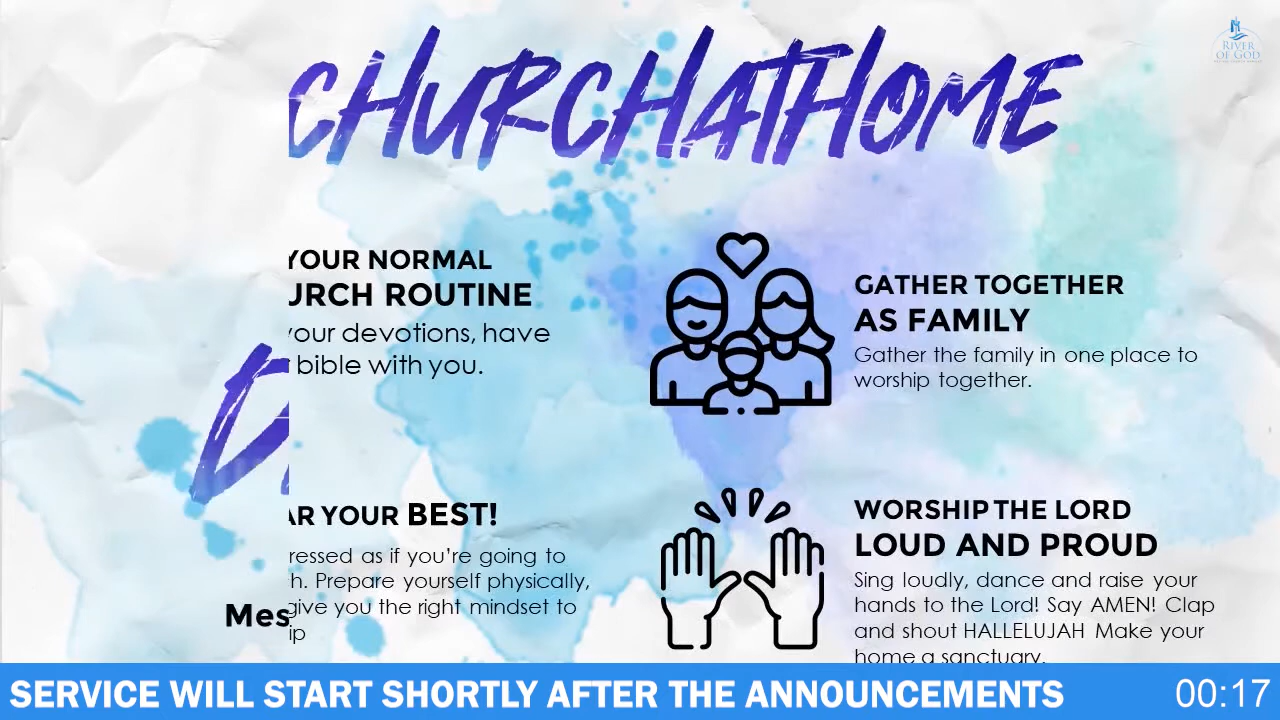 CHURCHATHOME
RIVER
OF GOD
YOUR NORMAL
URCH ROUTINE
your devotions, have
bible with you.
GATHER TOGETHER
AS FAMILY
Gather the family in one place to
worship together.
D
AR YOUR BEST!
ressed as if you're going to
h. Prepare yourself physically,
give you the right mindset to
ip
Mes
WORSHIP THE LORD
LOUD AND PROUD
Sing loudly, dance and raise your
hands to the Lord! Say AMEN! Clap
and shout HALLELUJAH Make your
home a sanctuary.
SERVICE WILL START SHORTLY AFTER THE ANNOUNCEMENTS
00:17